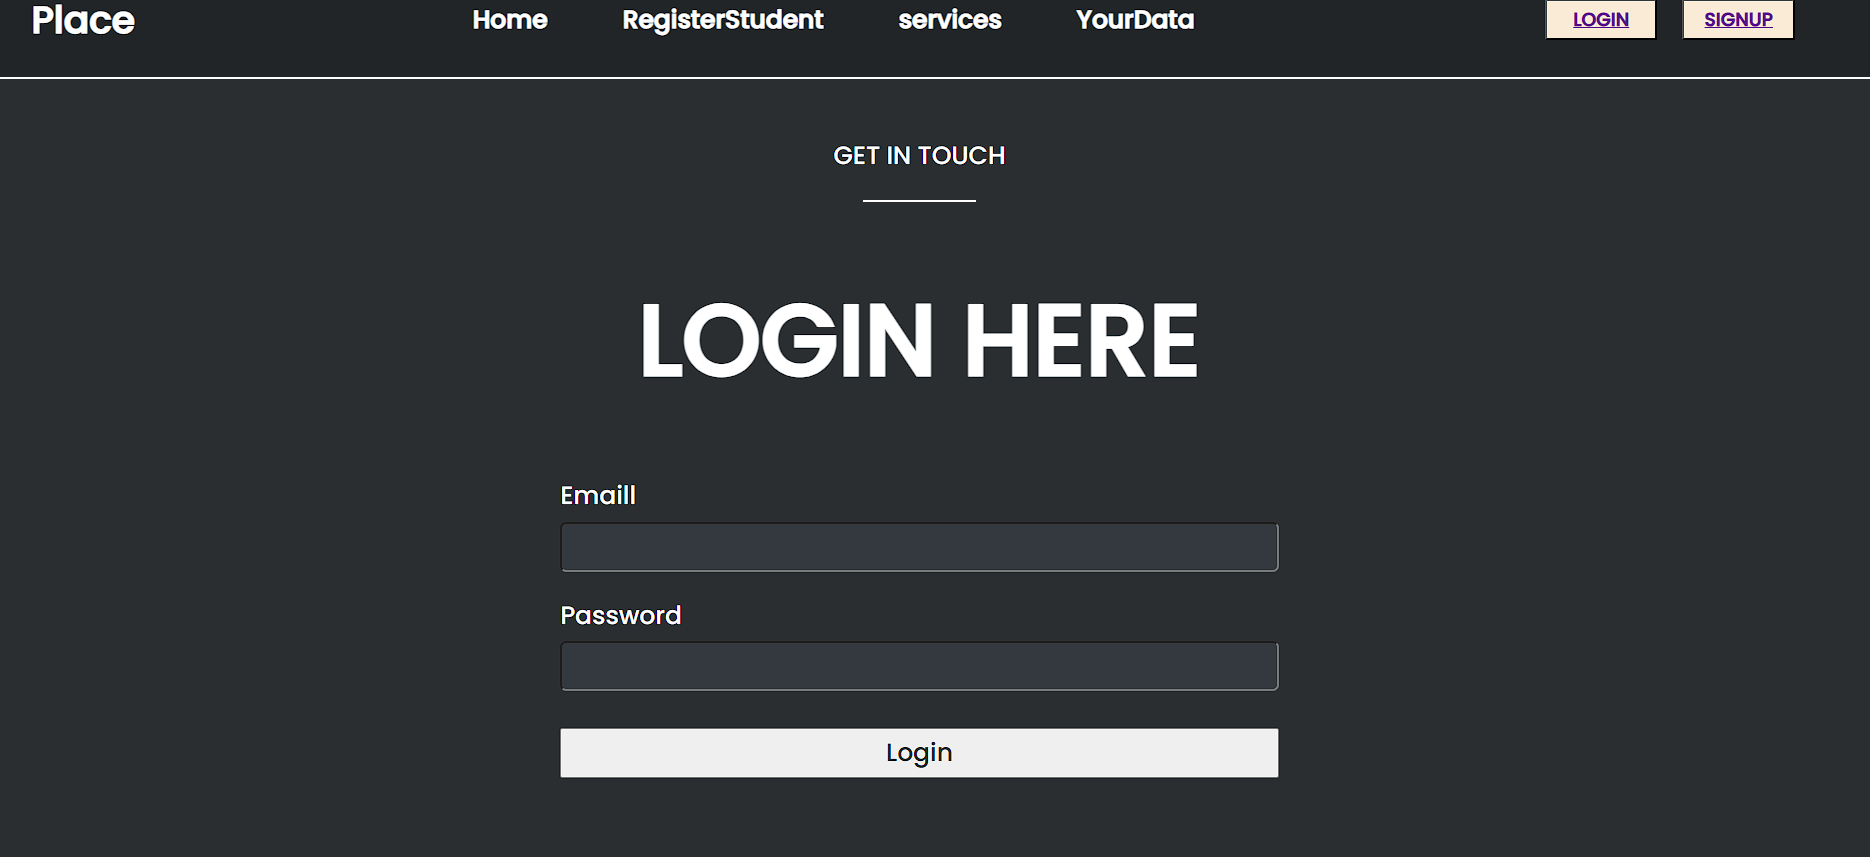 Place Home RegisterStudent services YourData LOGIN SIGNUP
GET IN TOUCH
LOGIN HERE
Emaill
Password
Login